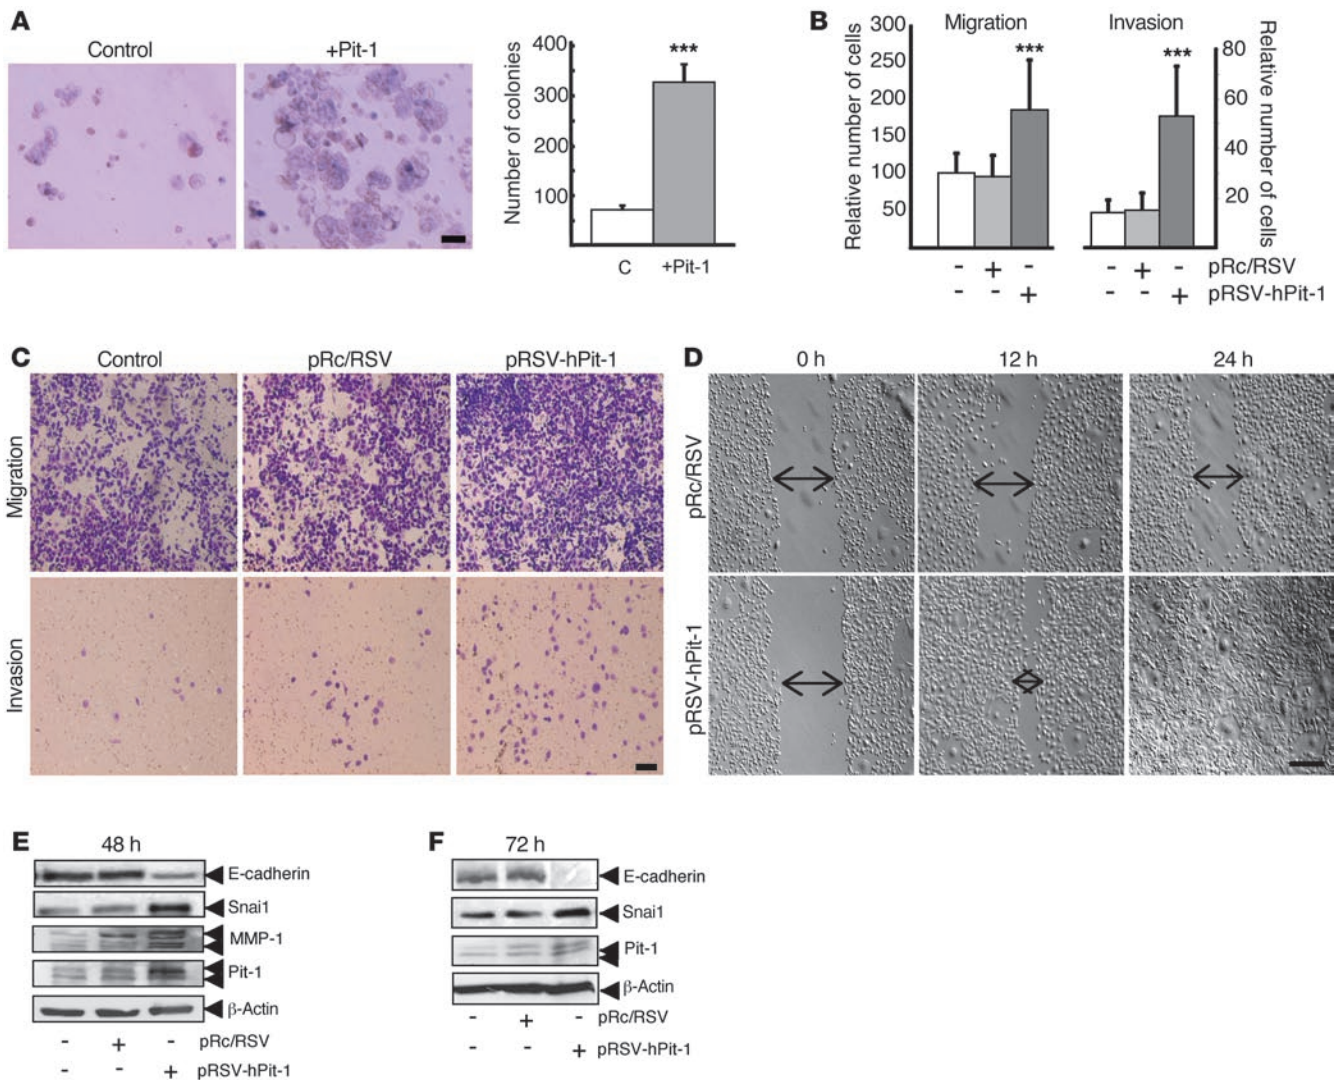 A
Control
+Pit-1
Number of colonies
400
300
200
100
***
C
+Pit-1
B
Migration
Invasion
Relative number of cells
300
250
200
150
100
50
***
***
80
60
40
20
Relative number of cells
- + - - + - pRc/RSV
- - + - - + pRSV-hPit-1
C
Control
pRc/RSV
pRSV-hPit-1
Migration
Invasion
D
0 h
12 h
24 h
pRc/RSV
pRSV-hPit-1
E
48 h
E-cadherin
Snai1
MMP-1
Pit-1
β-Actin
- + - pRc/RSV
- - + pRSV-hPit-1
F
72 h
E-cadherin
Snai1
Pit-1
β-Actin
- + - pRc/RSV
- - + pRSV-hPit-1